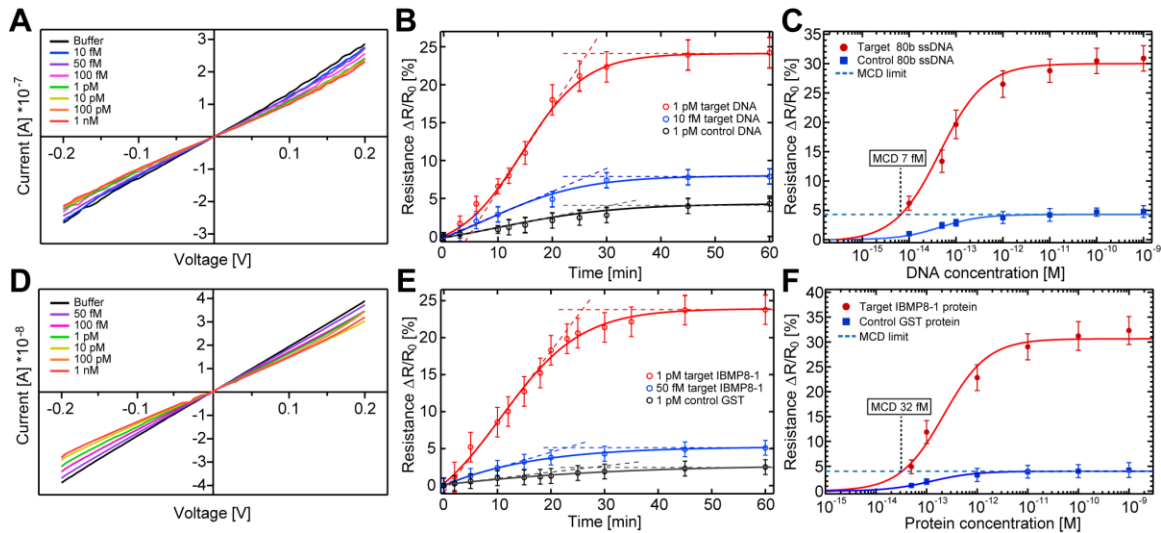 A
Buffer
10 fM
50 fM
100 fM
1 pM
10 pM
100 pM
1 nM
Current [A] *10⁻⁷
3
2
1
-1
-2
-3
-0.2
-0.1
0.1
0.2
Voltage [V]
B
Resistance ΔR/R₀ [%]
25
20
15
10
5
0
1 pM target DNA
10 fM target DNA
1 pM control DNA
0
10
20
30
40
50
60
Time [min]
C
Resistance ΔR/R₀ [%]
35
30
25
20
15
10
5
0
Target 80b ssDNA
Control 80b ssDNA
MCD limit
MCD 7 fM
10⁻¹⁵
10⁻¹⁴
10⁻¹³
10⁻¹²
10⁻¹¹
10⁻¹⁰
10⁻⁹
DNA concentration [M]
D
Buffer
50 fM
100 fM
1 pM
10 pM
100 pM
1 nM
Current [A] *10⁻⁸
4
3
2
1
-1
-2
-3
-4
-0.2
-0.1
0.1
0.2
Voltage [V]
E
Resistance ΔR/R₀ [%]
25
20
15
10
5
0
1 pM target IBMP8-1
50 fM target IBMP8-1
1 pM control GST
0
10
20
30
40
50
60
Time [min]
F
Resistance ΔR/R₀ [%]
40
35
30
25
20
15
10
5
0
Target IBMP8-1 protein
Control GST protein
MCD limit
MCD 32 fM
10⁻¹⁵
10⁻¹⁴
10⁻¹³
10⁻¹²
10⁻¹¹
10⁻¹⁰
10⁻⁹
Protein concentration [M]